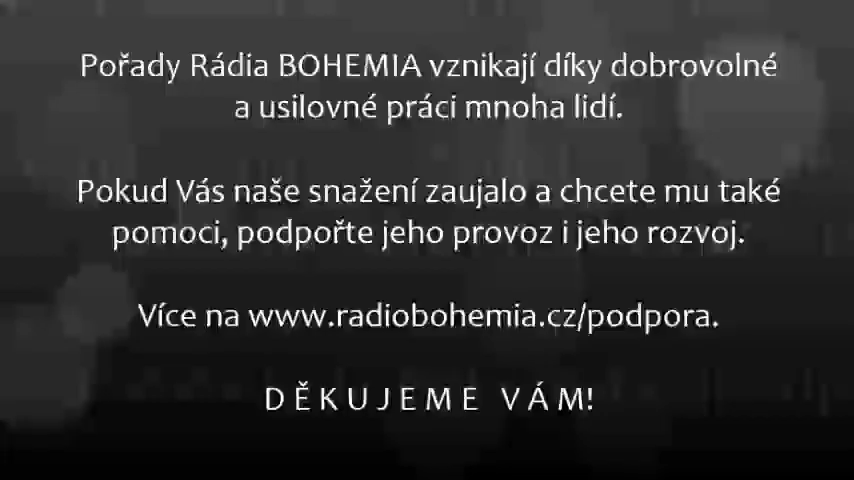 Pořady Rádia BOHEMIA vznikají díky dobrovolné
a usilovné práci mnoha lidí.
Pokud Vás naše snažení zaujalo a chcete mu také
pomoci, podpořte jeho provoz i jeho rozvoj.
Více na www.radiobohemia.cz/podpora.
D Ě K U J E M E V Á M!